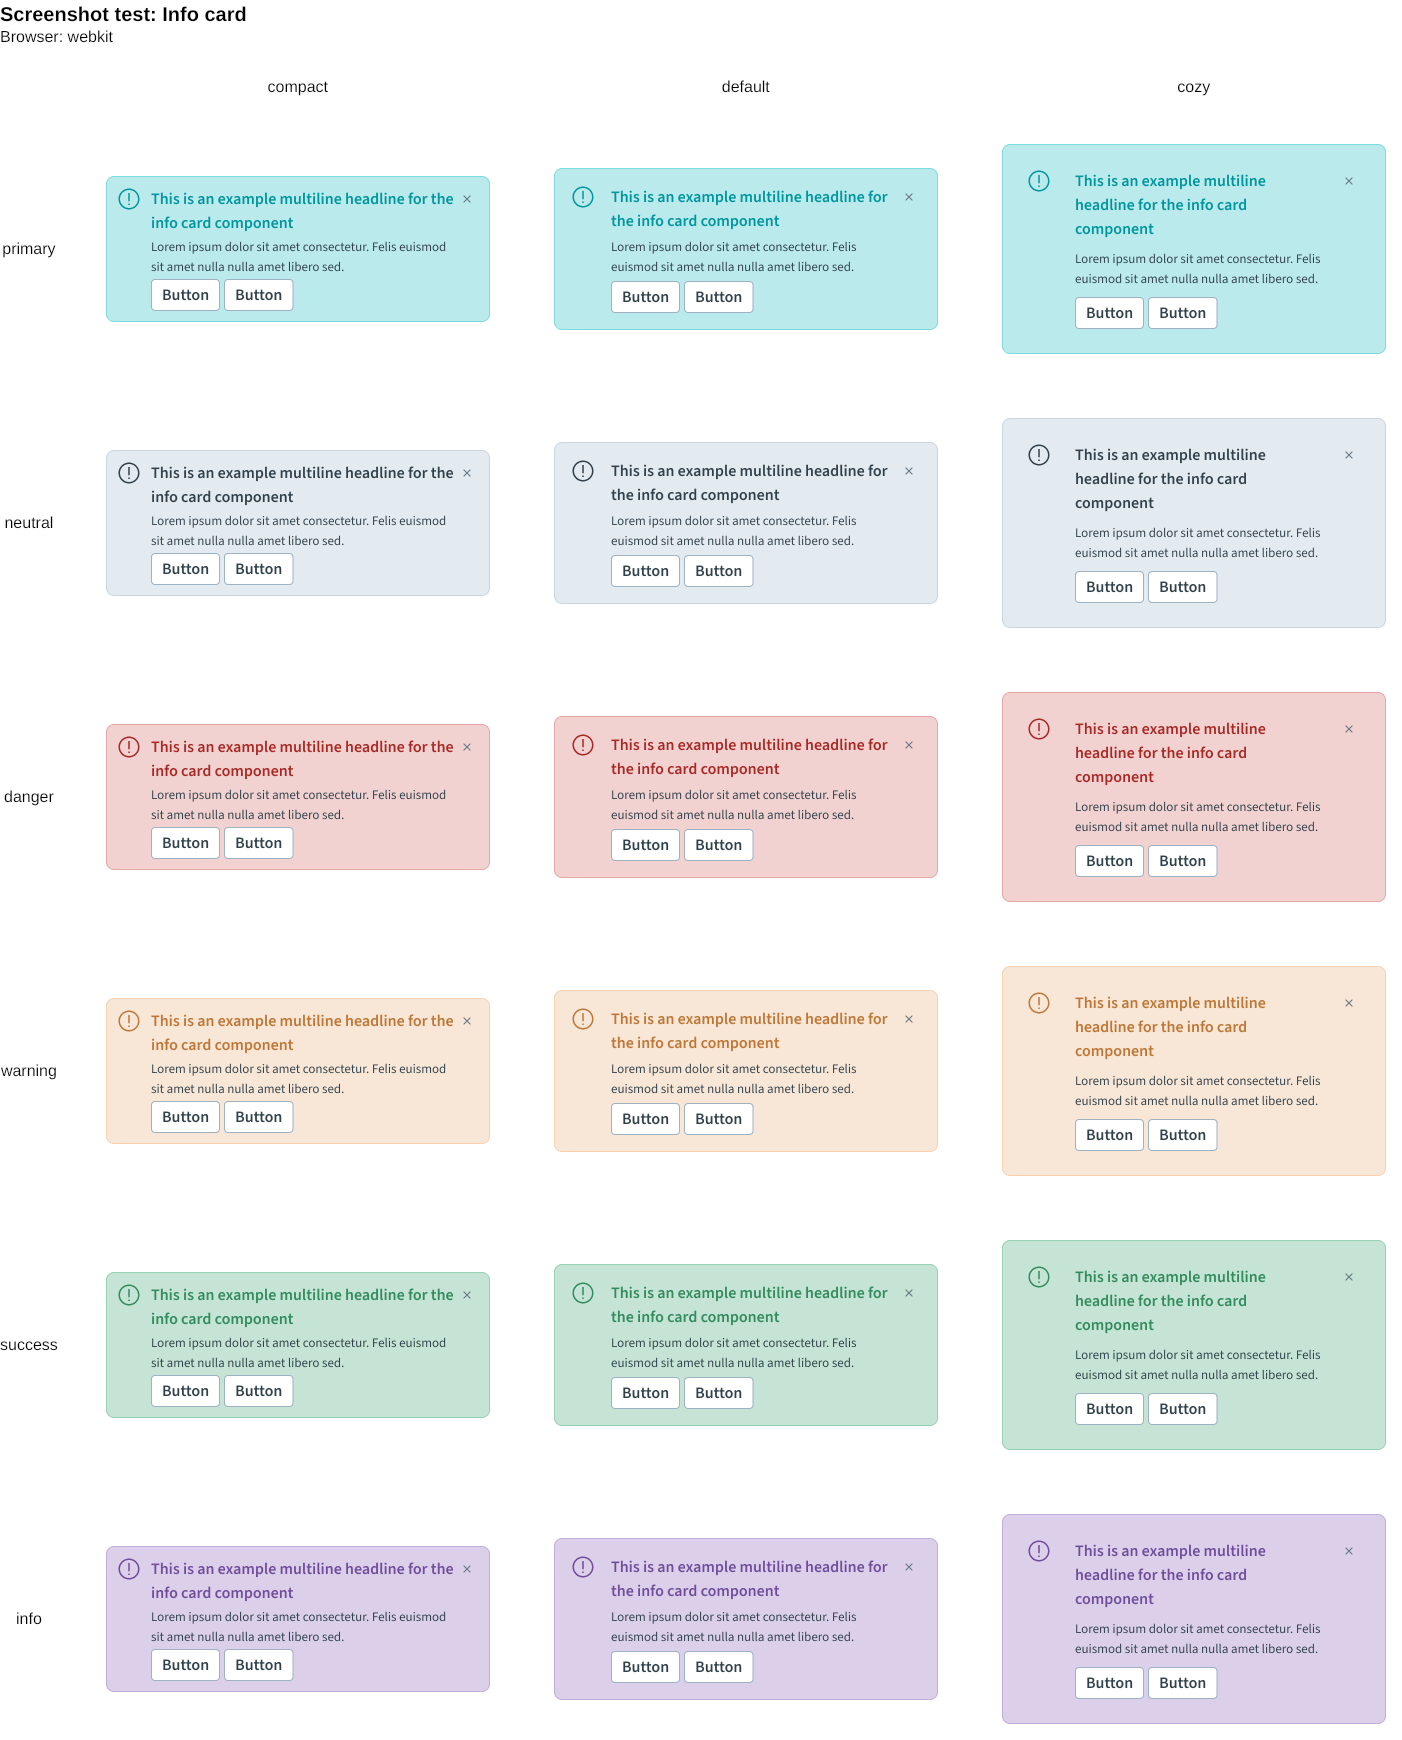 Screenshot test: Info card
Browser: webkit
compact default cozy
primary
This is an example multiline headline for the ×
info card component
Lorem ipsum dolor sit amet consectetur. Felis euismod
sit amet nulla nulla amet libero sed.
Button Button
This is an example multiline headline for ×
the info card component
Lorem ipsum dolor sit amet consectetur. Felis
euismod sit amet nulla nulla amet libero sed.
Button Button
This is an example multiline ×
headline for the info card
component
Lorem ipsum dolor sit amet consectetur. Felis
euismod sit amet nulla nulla amet libero sed.
Button Button
neutral
This is an example multiline headline for the ×
info card component
Lorem ipsum dolor sit amet consectetur. Felis euismod
sit amet nulla nulla amet libero sed.
Button Button
This is an example multiline headline for ×
the info card component
Lorem ipsum dolor sit amet consectetur. Felis
euismod sit amet nulla nulla amet libero sed.
Button Button
This is an example multiline ×
headline for the info card
component
Lorem ipsum dolor sit amet consectetur. Felis
euismod sit amet nulla nulla amet libero sed.
Button Button
danger
This is an example multiline headline for the ×
info card component
Lorem ipsum dolor sit amet consectetur. Felis euismod
sit amet nulla nulla amet libero sed.
Button Button
This is an example multiline headline for ×
the info card component
Lorem ipsum dolor sit amet consectetur. Felis
euismod sit amet nulla nulla amet libero sed.
Button Button
This is an example multiline ×
headline for the info card
component
Lorem ipsum dolor sit amet consectetur. Felis
euismod sit amet nulla nulla amet libero sed.
Button Button
warning
This is an example multiline headline for the ×
info card component
Lorem ipsum dolor sit amet consectetur. Felis euismod
sit amet nulla nulla amet libero sed.
Button Button
This is an example multiline headline for ×
the info card component
Lorem ipsum dolor sit amet consectetur. Felis
euismod sit amet nulla nulla amet libero sed.
Button Button
This is an example multiline ×
headline for the info card
component
Lorem ipsum dolor sit amet consectetur. Felis
euismod sit amet nulla nulla amet libero sed.
Button Button
success
This is an example multiline headline for the ×
info card component
Lorem ipsum dolor sit amet consectetur. Felis euismod
sit amet nulla nulla amet libero sed.
Button Button
This is an example multiline headline for ×
the info card component
Lorem ipsum dolor sit amet consectetur. Felis
euismod sit amet nulla nulla amet libero sed.
Button Button
This is an example multiline ×
headline for the info card
component
Lorem ipsum dolor sit amet consectetur. Felis
euismod sit amet nulla nulla amet libero sed.
Button Button
info
This is an example multiline headline for the ×
info card component
Lorem ipsum dolor sit amet consectetur. Felis euismod
sit amet nulla nulla amet libero sed.
Button Button
This is an example multiline headline for ×
the info card component
Lorem ipsum dolor sit amet consectetur. Felis
euismod sit amet nulla nulla amet libero sed.
Button Button
This is an example multiline ×
headline for the info card
component
Lorem ipsum dolor sit amet consectetur. Felis
euismod sit amet nulla nulla amet libero sed.
Button Button